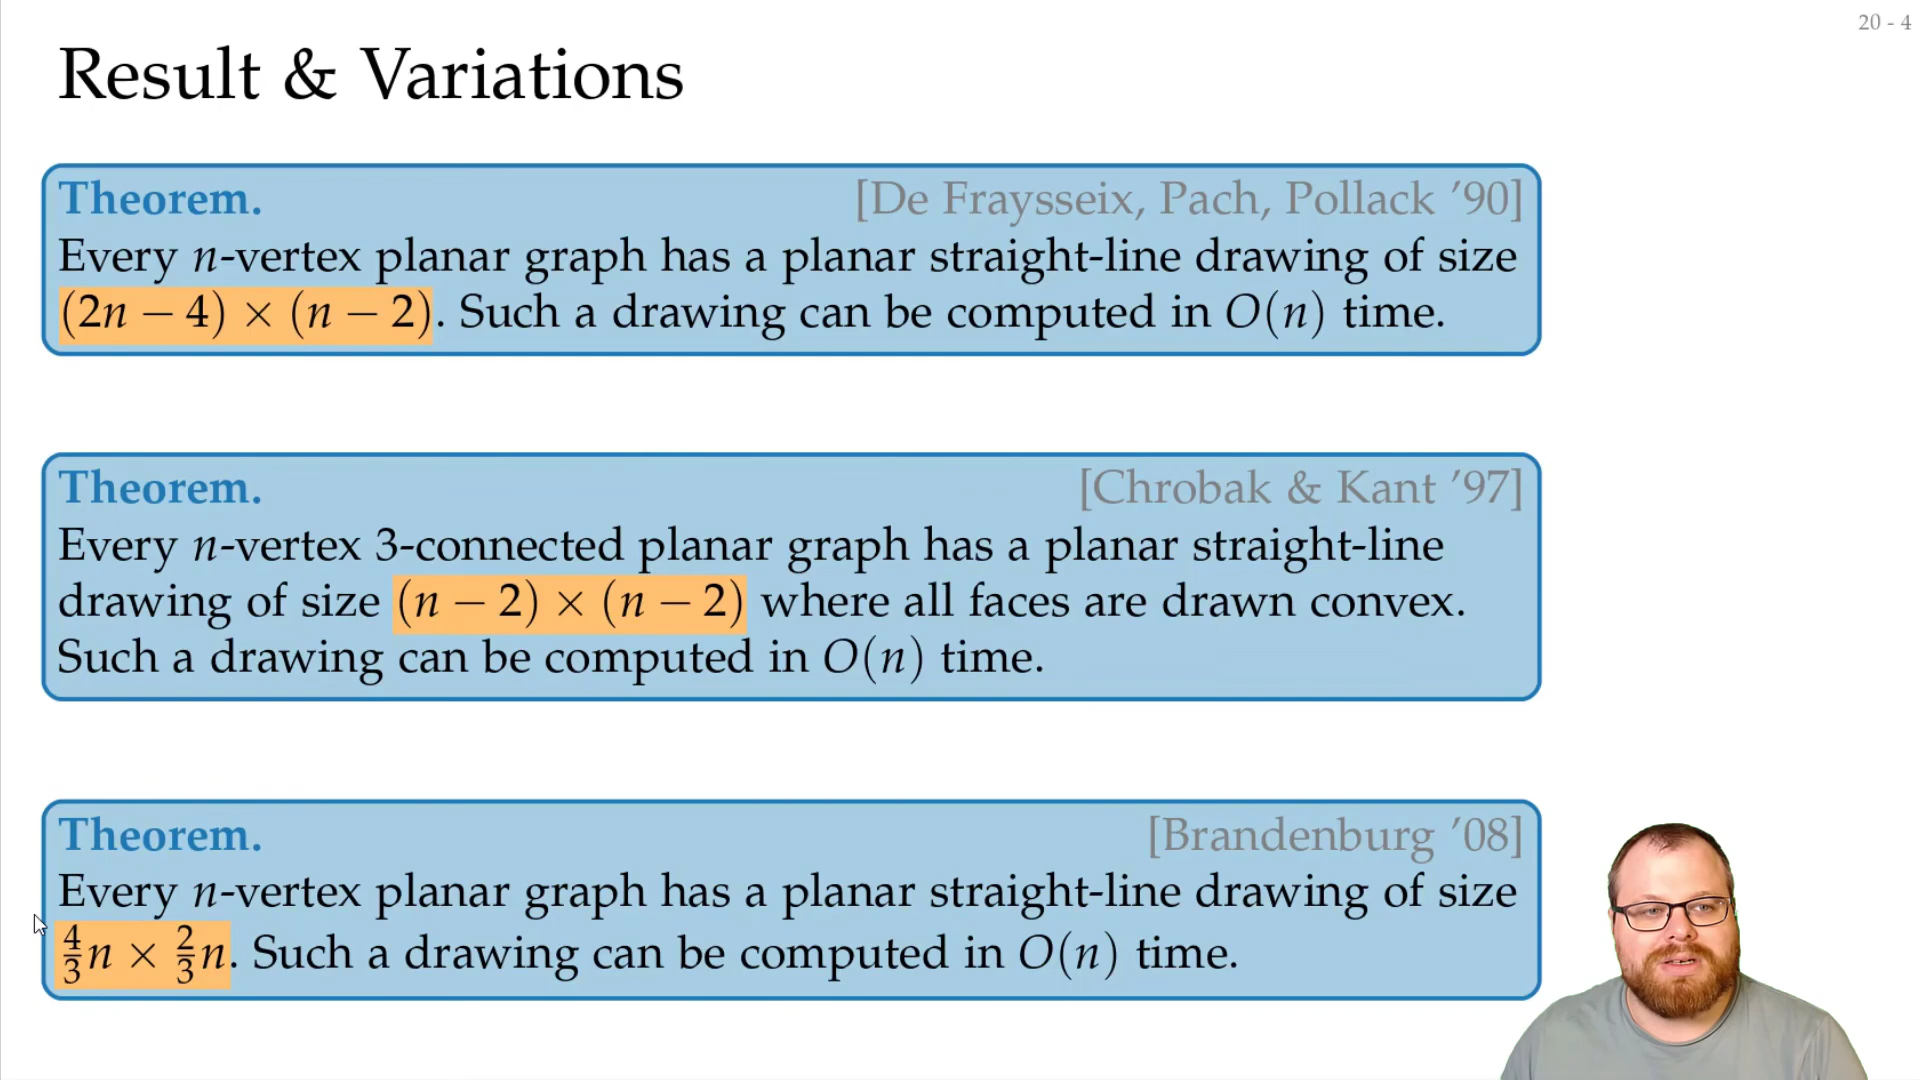 20 - 4
Result & Variations
Theorem. [De Fraysseix, Pach, Pollack ’90]
Every n-vertex planar graph has a planar straight-line drawing of size
(2n − 4) × (n − 2). Such a drawing can be computed in O(n) time.
Theorem. [Chrobak & Kant ’97]
Every n-vertex 3-connected planar graph has a planar straight-line
drawing of size (n − 2) × (n − 2) where all faces are drawn convex.
Such a drawing can be computed in O(n) time.
Theorem. [Brandenburg ’08]
Every n-vertex planar graph has a planar straight-line drawing of size
4/3 n × 2/3 n. Such a drawing can be computed in O(n) time.